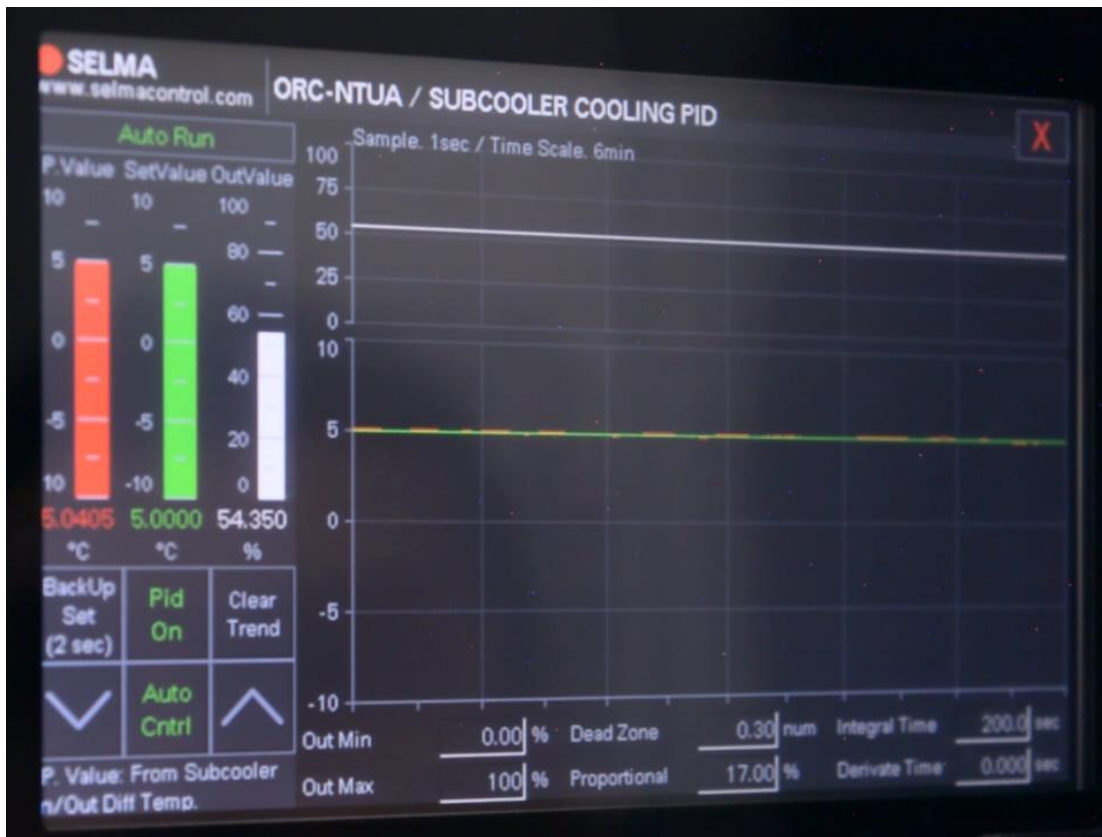 SELMA
www.selmacontrol.com
ORC-NTUA / SUBCOOLER COOLING PID
X
Auto Run
P.Value SetValue OutValue
10 10 100
80
5 5
60
0 0
40
-5 -5
20
10 -10 0
5.0405 5.0000 54.350
°C °C %
BackUp Set (2 sec)
Pid On
Clear Trend
Auto Cntrl
P. Value: From Subcooler
n/Out Diff Temp.
Sample. 1sec / Time Scale. 6min
100
75
50
25
0
10
5
0
-5
-10
Out Min 0.00 % Dead Zone 0.30 num Integral Time 200.0 sec
Out Max 100 % Proportional 17.00 % Derivate Time 0.000 sec